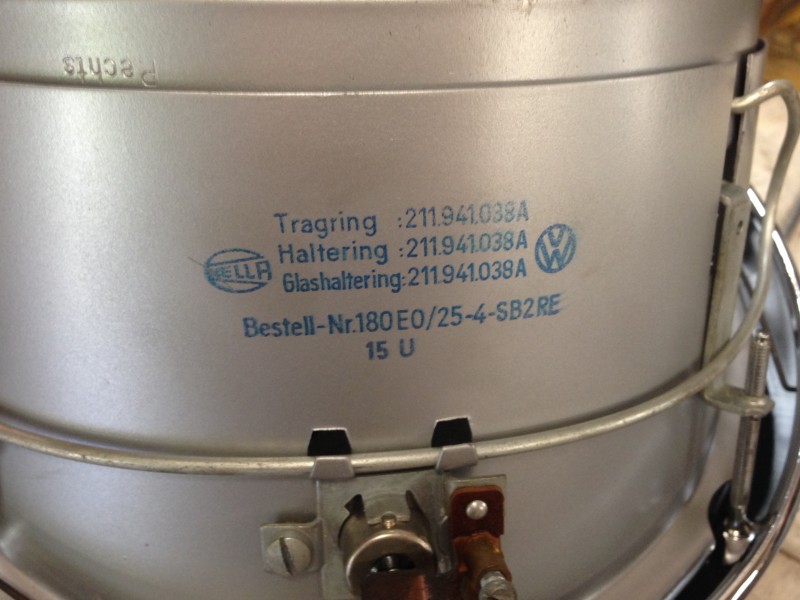 Rechts
Tragring :211.941.038A
Haltering :211.941.038A
Glashaltering:211.941.038A
HELLA
VW
Bestell-Nr.180E0/25-4-SB2RE
15 U